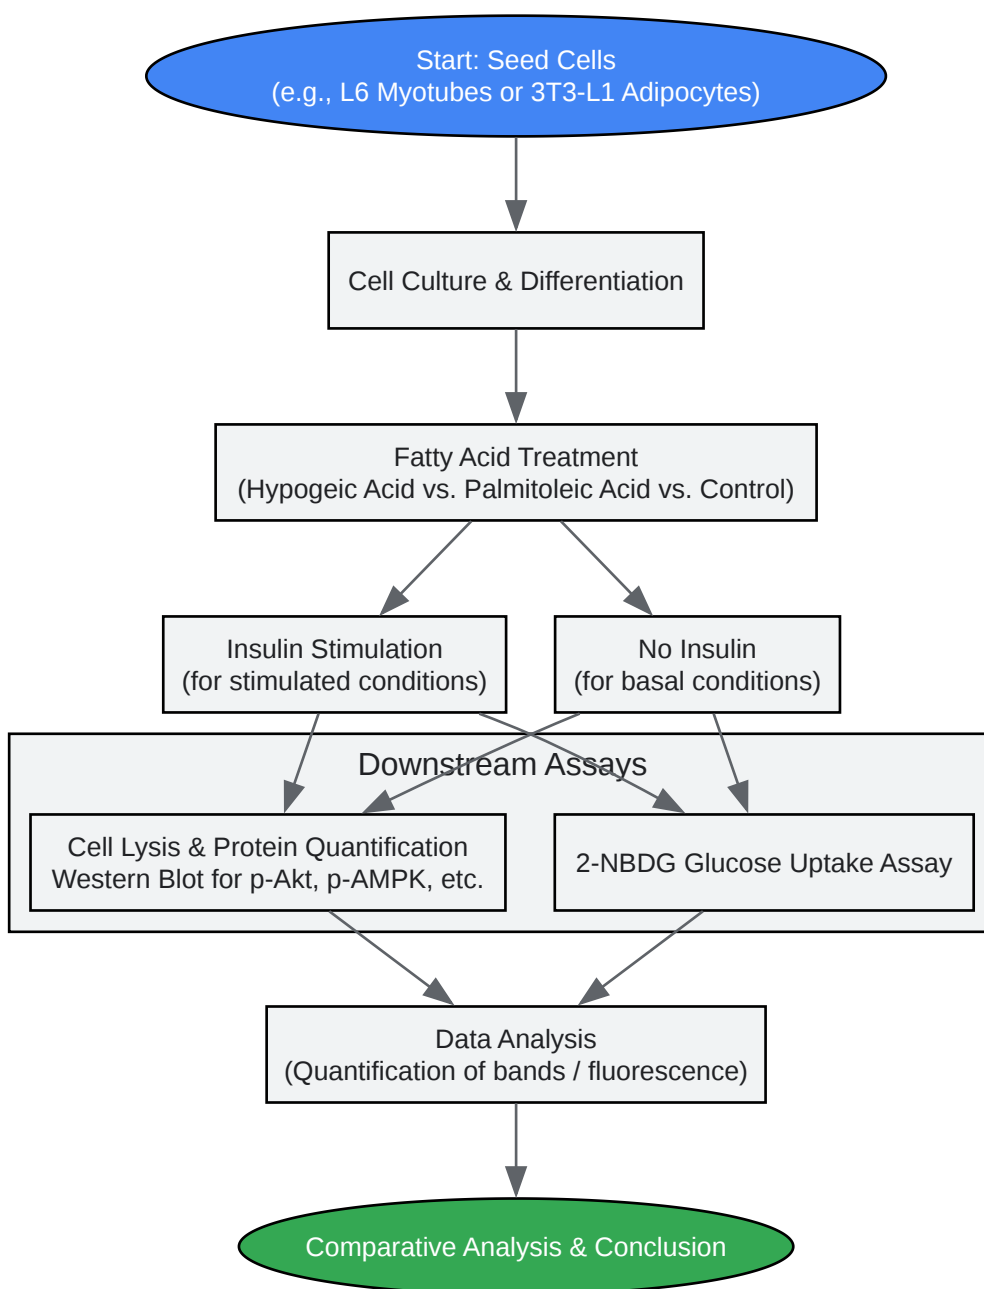 Start: Seed Cells
(e.g., L6 Myotubes or 3T3-L1 Adipocytes)
Cell Culture & Differentiation
Fatty Acid Treatment
(Hypogeic Acid vs. Palmitoleic Acid vs. Control)
Insulin Stimulation
(for stimulated conditions)
No Insulin
(for basal conditions)
Downstream Assays
Cell Lysis & Protein Quantification
Western Blot for p-Akt, p-AMPK, etc.
2-NBDG Glucose Uptake Assay
Data Analysis
(Quantification of bands / fluorescence)
Comparative Analysis & Conclusion